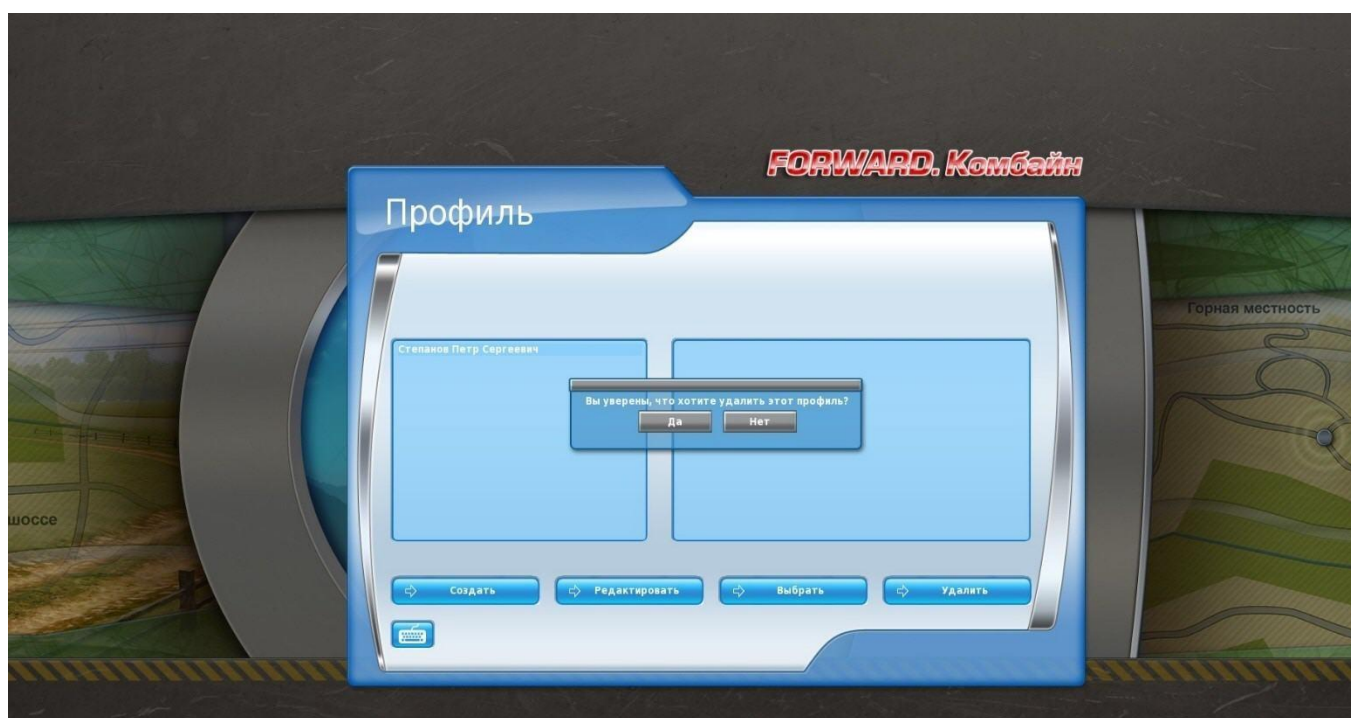 FORWARD. Комбайн
Профиль
Горная местность
Степанов Петр Сергеевич
Вы уверены, что хотите удалить этот профиль?
Да
Нет
шоссе
Создать
Редактировать
Выбрать
Удалить